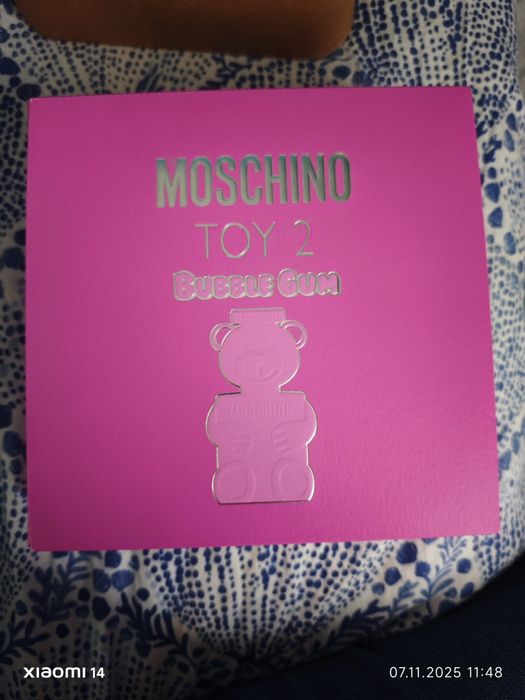 MOSCHINO
TOY 2
BUBBLE GUM
MOSCHINO
XIAOMI 14
07.11.2025 11:48